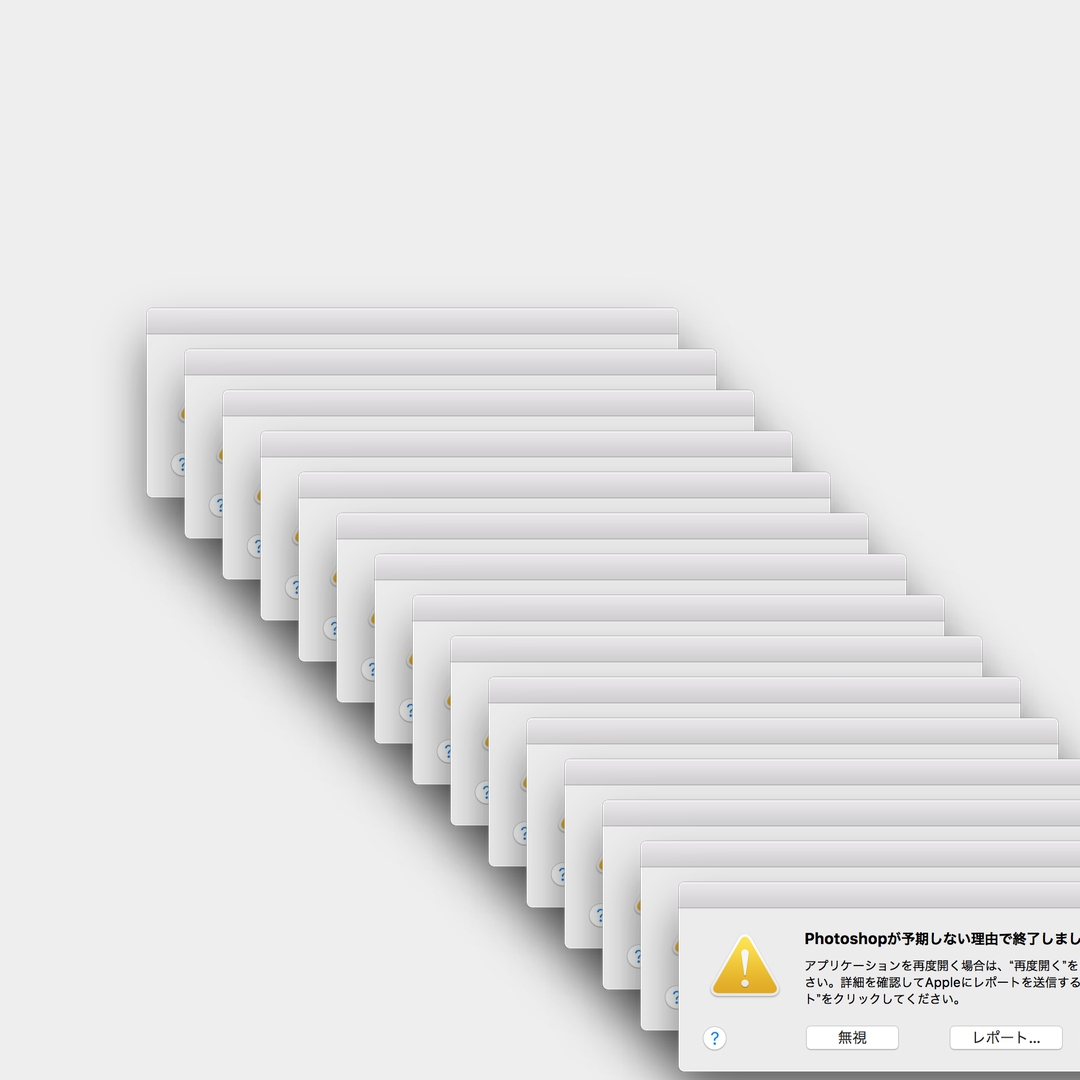 Photoshopが予期しない理由で終了しまし
アプリケーションを再度開く場合は、“再度開く”を
さい。詳細を確認してAppleにレポートを送信する
ト”をクリックしてください。
? 無視 レポート...